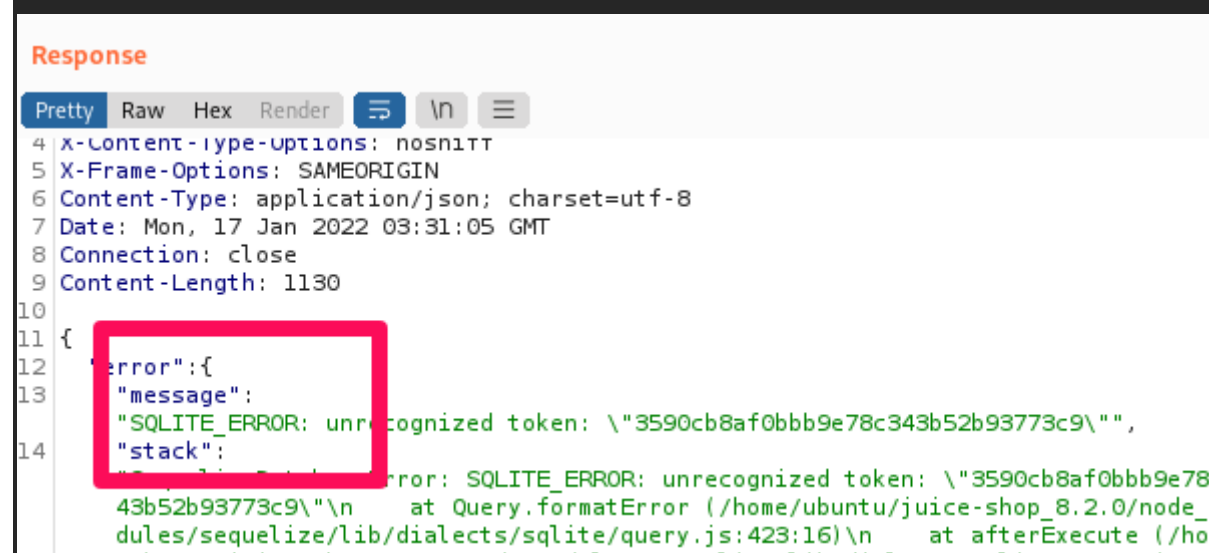 Response
Pretty Raw Hex Render \n
4 X-Content-Type-Options: nosniff
5 X-Frame-Options: SAMEORIGIN
6 Content-Type: application/json; charset=utf-8
7 Date: Mon, 17 Jan 2022 03:31:05 GMT
8 Connection: close
9 Content-Length: 1130
10
11 {
12 "error":{
13 "message":
"SQLITE_ERROR: unrecognized token: \"3590cb8af0bbb9e78c343b52b93773c9\"",
14 "stack":
Error: SQLITE_ERROR: unrecognized token: \"3590cb8af0bbb9e78
43b52b93773c9\"\n at Query.formatError (/home/ubuntu/juice-shop_8.2.0/node_
dules/sequelize/lib/dialects/sqlite/query.js:423:16)\n at afterExecute (/ho